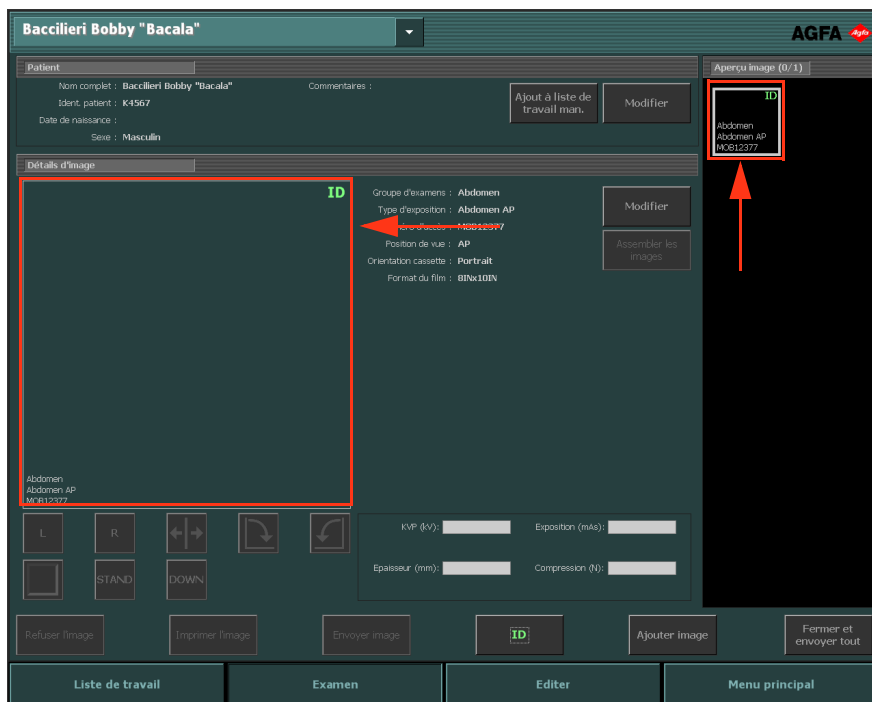 Baccilieri Bobby "Bacala"
AGFA Agfa
Patient
Nom complet : Baccilieri Bobby "Bacala"
Commentaires :
Ident. patient : K4567
Date de naissance :
Sexe : Masculin
Ajout à liste de
travail man.
Modifier
Aperçu image (0/1)
ID
Abdomen
Abdomen AP
MOB12377
Détails d'image
ID
Abdomen
Abdomen AP
MOB12377
Groupe d'examens : Abdomen
Type d'exposition : Abdomen AP
Numéro d'accès : MOB12377
Position de vue : AP
Orientation cassette : Portrait
Format du film : 8INx10IN
Modifier
Assembler les
images
L
R
STAND
DOWN
KVP (kV):
Exposition (mAs):
Epaisseur (mm):
Compression (N):
Refuser l'image
Imprimer l'image
Envoyer image
ID
Ajouter image
Fermer et
envoyer tout
Liste de travail
Examen
Editer
Menu principal